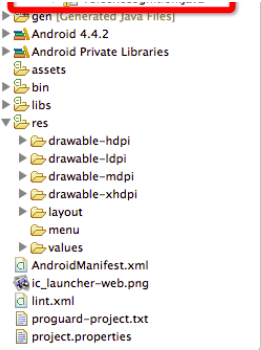 gen [Generated Java Files]
Android 4.4.2
Android Private Libraries
assets
bin
libs
res
drawable-hdpi
drawable-ldpi
drawable-mdpi
drawable-xhdpi
layout
menu
values
AndroidManifest.xml
ic_launcher-web.png
lint.xml
proguard-project.txt
project.properties